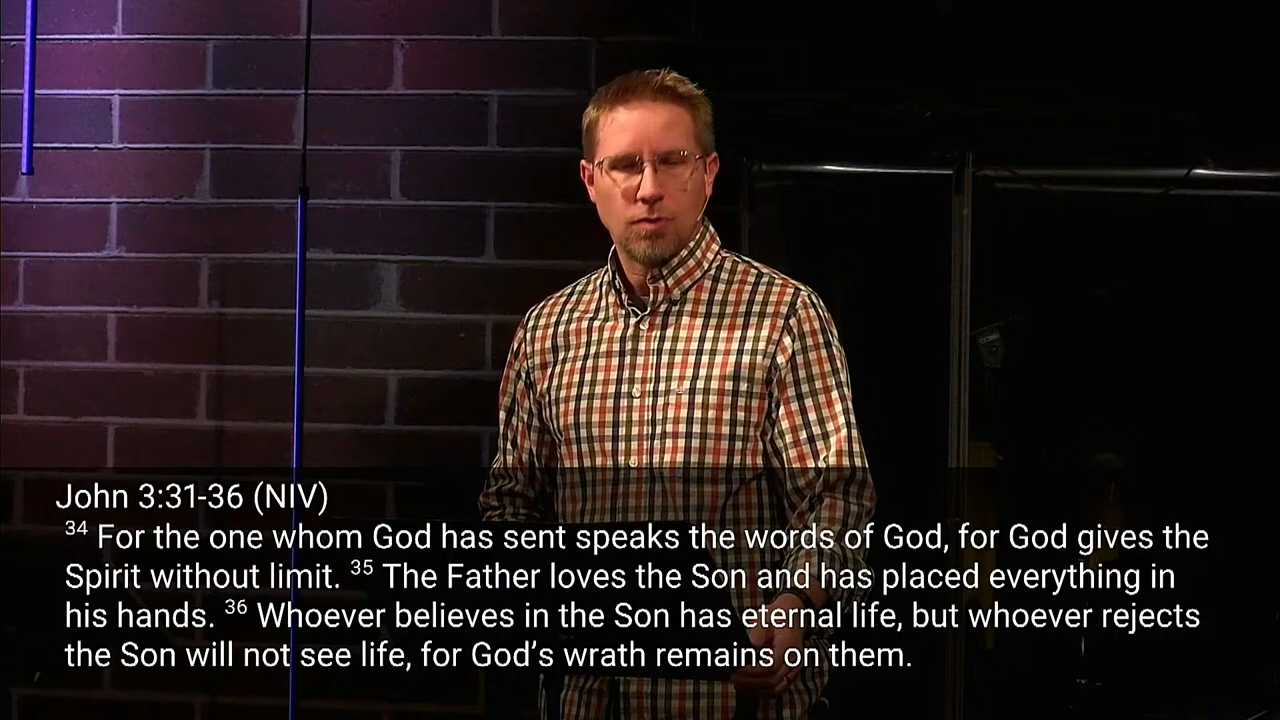 John 3:31-36 (NIV)
34 For the one whom God has sent speaks the words of God, for God gives the
Spirit without limit. 35 The Father loves the Son and has placed everything in
his hands. 36 Whoever believes in the Son has eternal life, but whoever rejects
the Son will not see life, for God’s wrath remains on them.